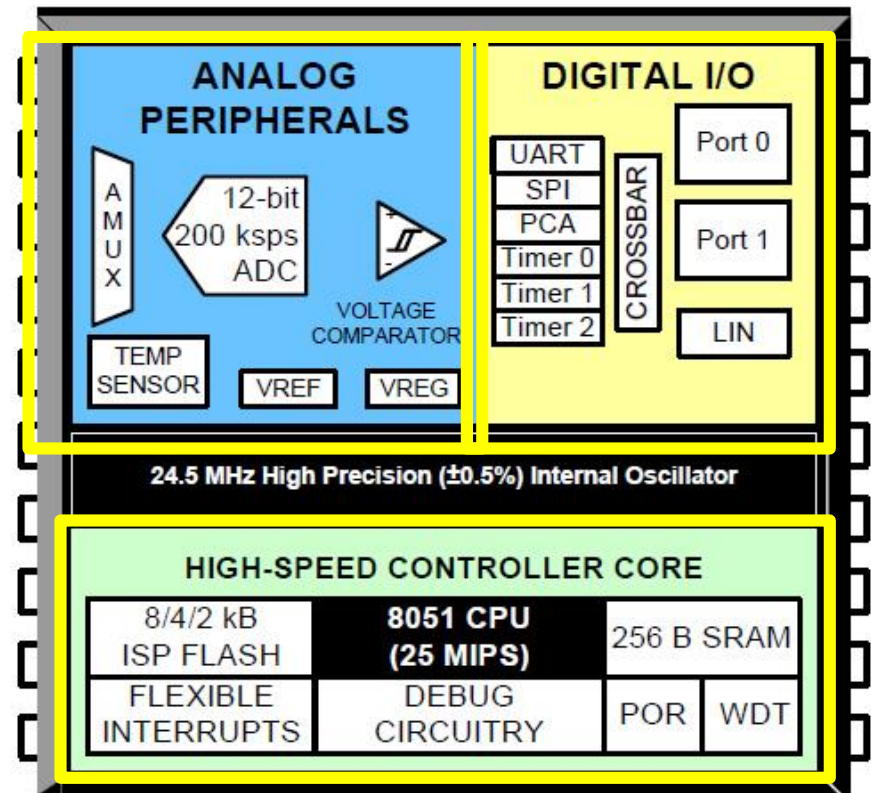 ANALOG
PERIPHERALS
A
M
U
X
12-bit
200 ksps
ADC
+
-
VOLTAGE
COMPARATOR
TEMP
SENSOR
VREF
VREG
DIGITAL I/O
UART
SPI
PCA
Timer 0
Timer 1
Timer 2
CROSSBAR
Port 0
Port 1
LIN
24.5 MHz High Precision (±0.5%) Internal Oscillator
HIGH-SPEED CONTROLLER CORE
8/4/2 kB
ISP FLASH
8051 CPU
(25 MIPS)
256 B SRAM
FLEXIBLE
INTERRUPTS
DEBUG
CIRCUITRY
POR
WDT